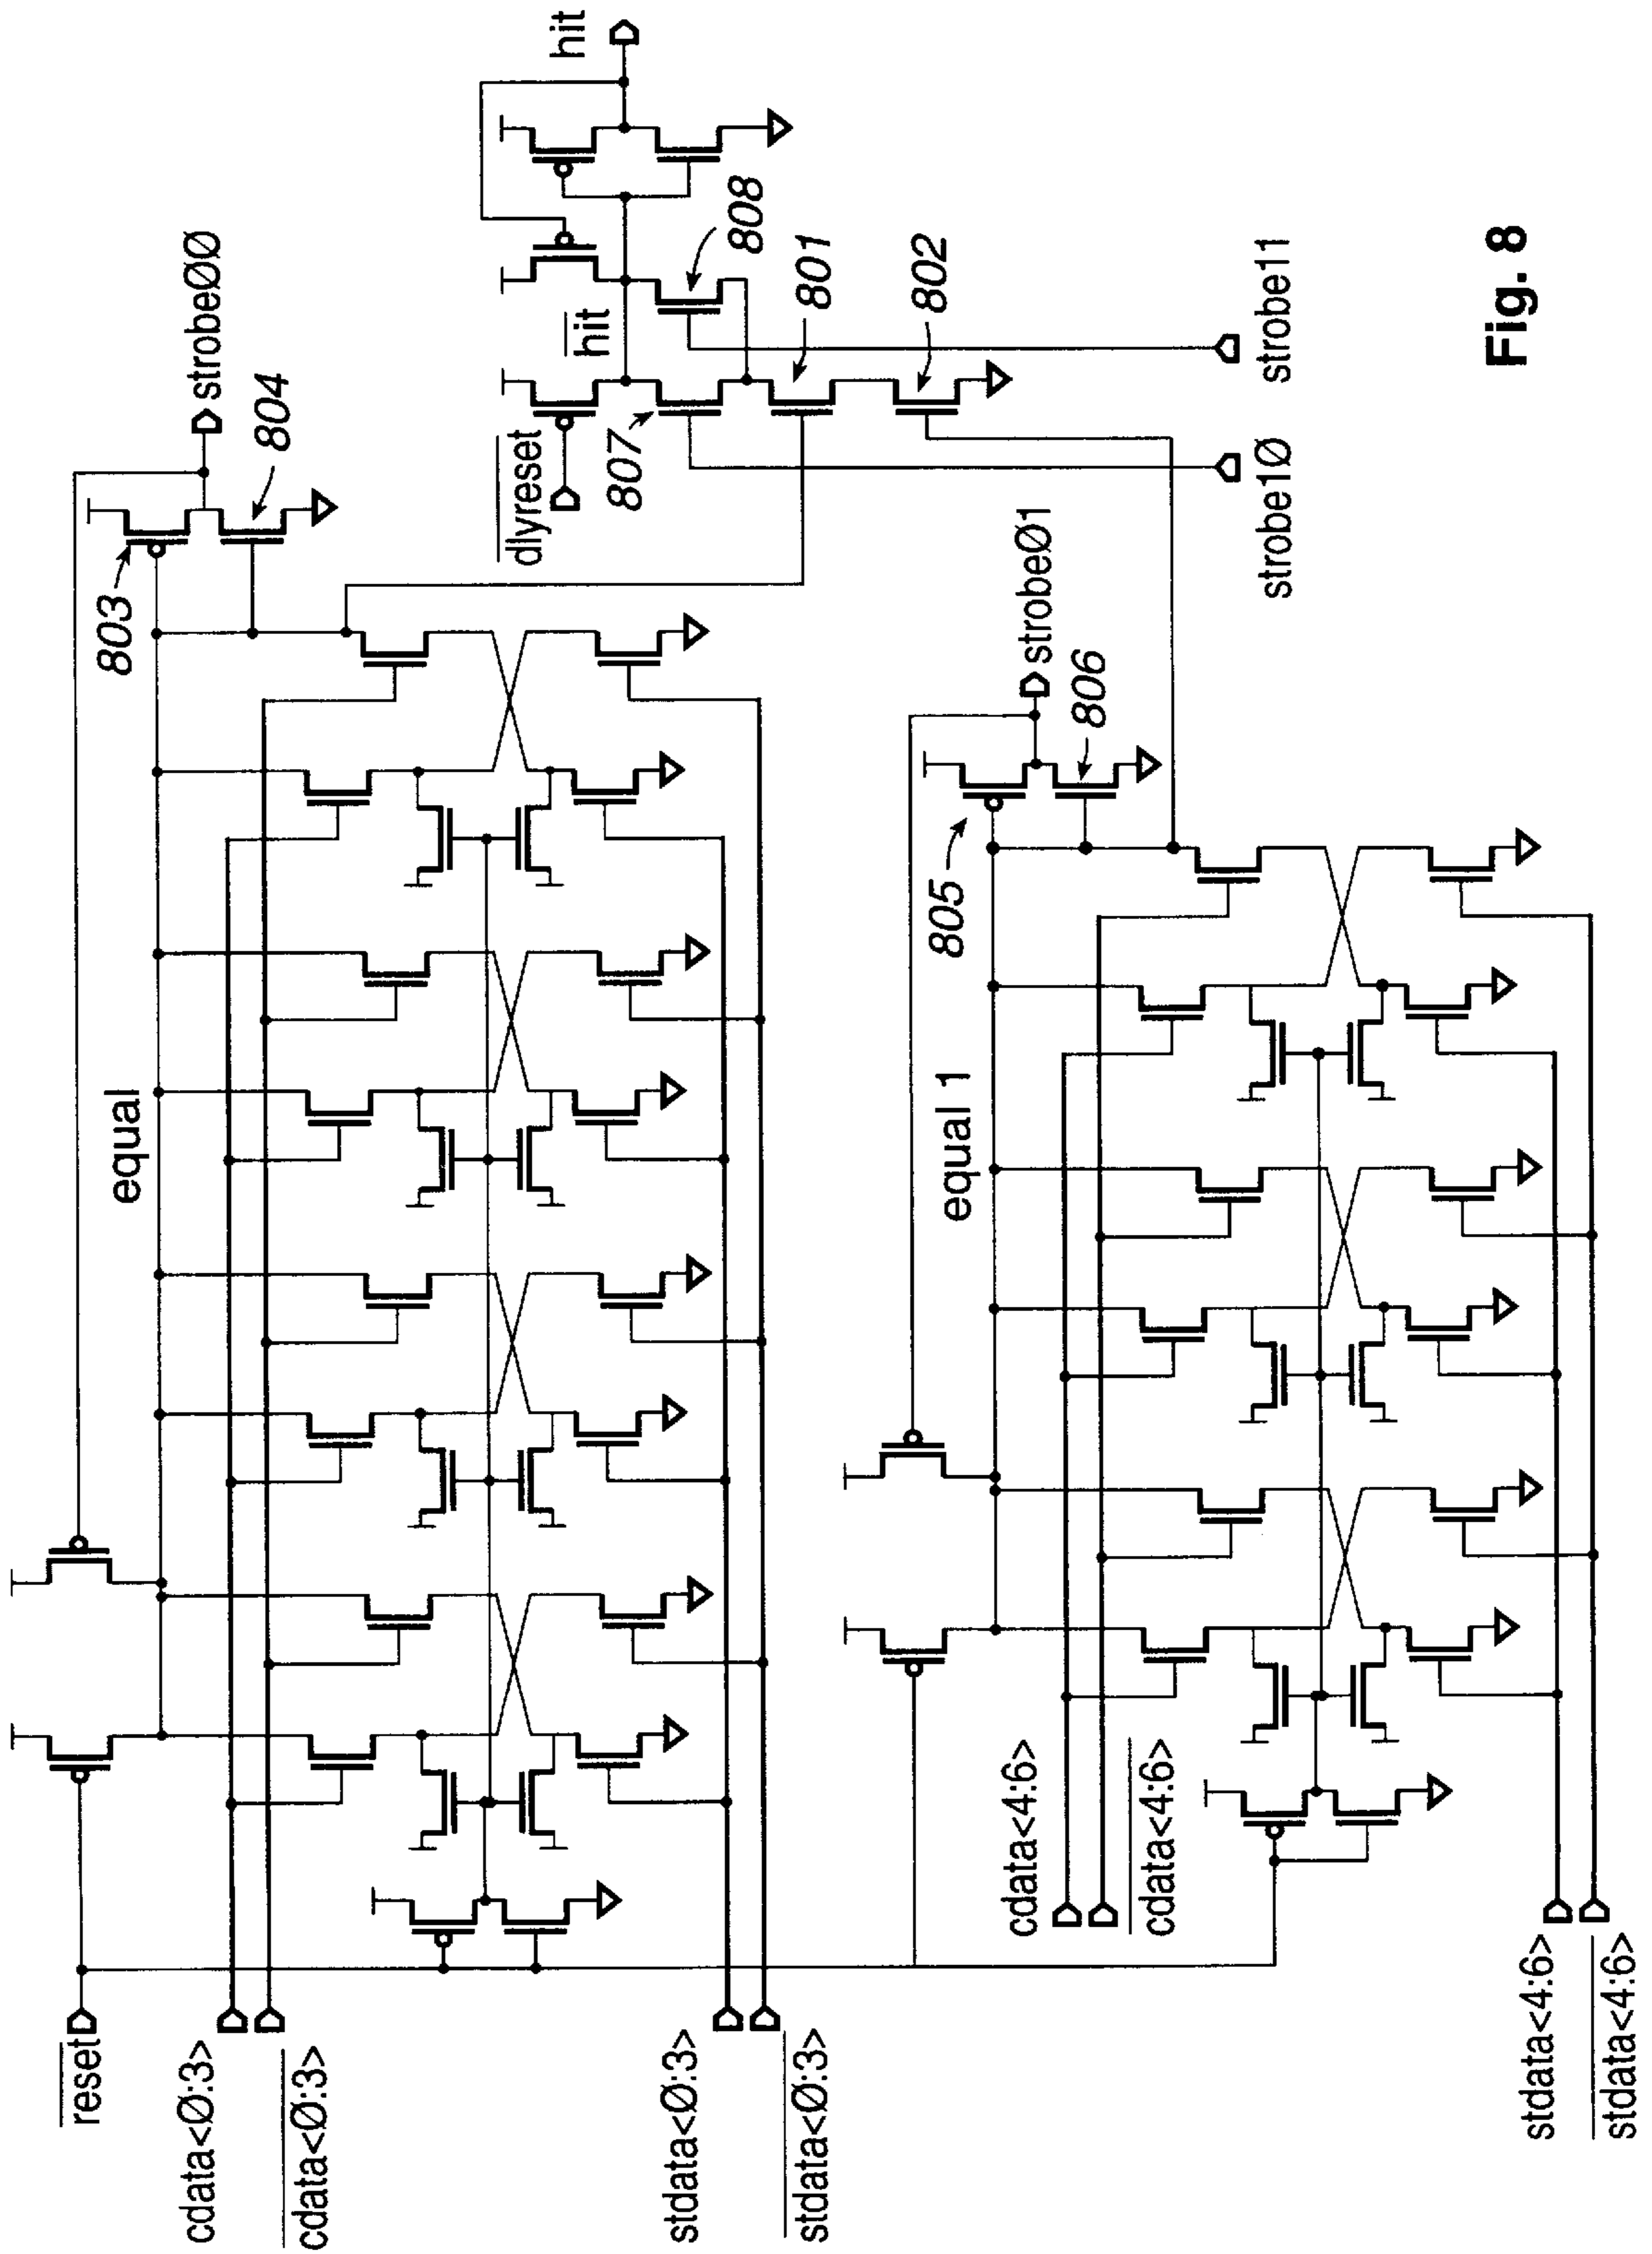 reset
cdata<Ø:3>
cdata<Ø:3>
stdata<Ø:3>
stdata<Ø:3>
equal
803
804
strobeØØ
dlyreset
hit
hit
807
808
801
802
strobe1Ø
strobe11
cdata<4:6>
cdata<4:6>
stdata<4:6>
stdata<4:6>
equal 1
805
806
strobeØ1
Fig. 8